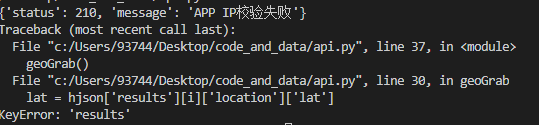 {'status': 210, 'message': 'APP IP校验失败'}
Traceback (most recent call last):
  File "c:/Users/93744/Desktop/code_and_data/api.py", line 37, in <module>
    geoGrab()
  File "c:/Users/93744/Desktop/code_and_data/api.py", line 30, in geoGrab
    lat = hjson['results'][i]['location']['lat']
KeyError: 'results'